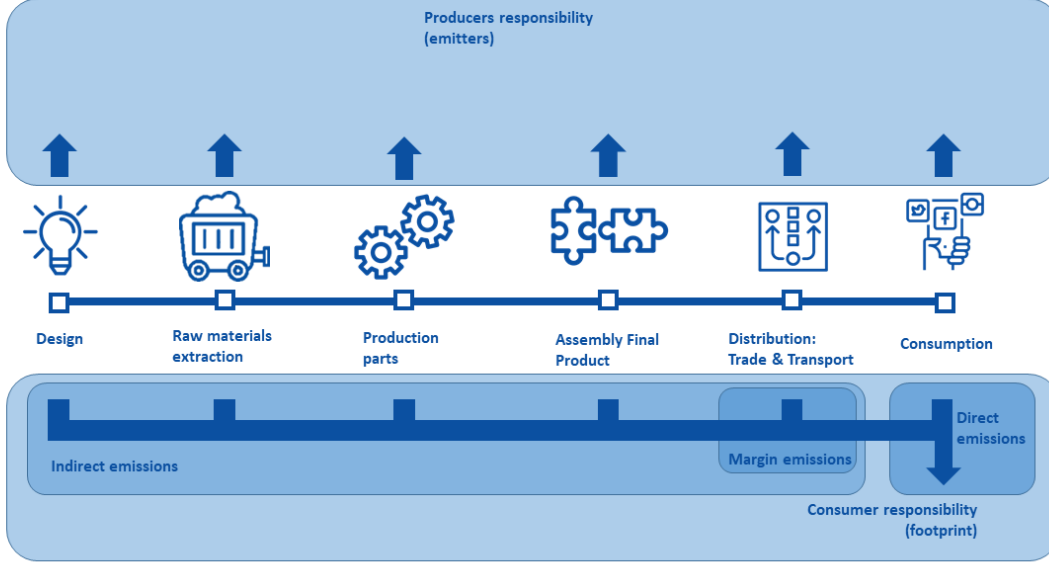 Producers responsibility
(emitters)
Design
Raw materials
extraction
Production
parts
Assembly Final
Product
Distribution:
Trade & Transport
Consumption
Direct
emissions
Indirect emissions
Margin emissions
Consumer responsibility
(footprint)